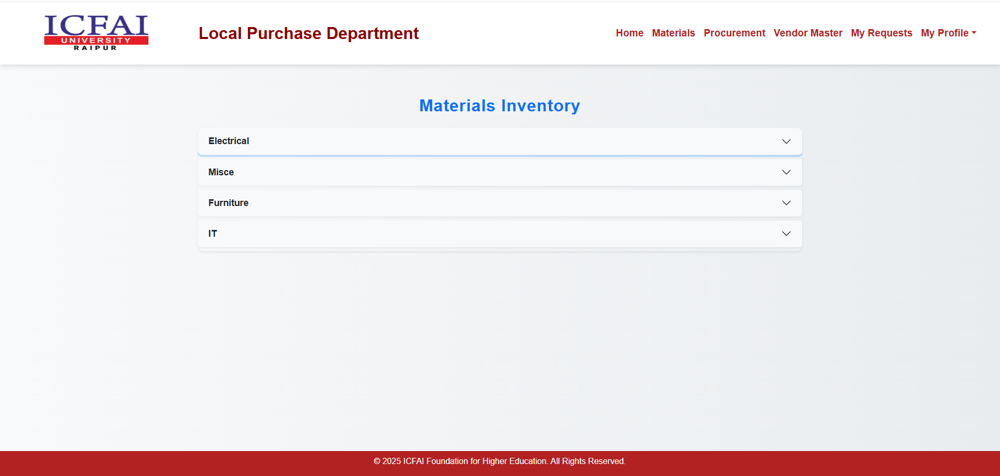 ICFAI
UNIVERSITY
RAIPUR
Local Purchase Department
Home Materials Procurement Vendor Master My Requests My Profile
Materials Inventory
Electrical
Misce
Furniture
IT
© 2025 ICFAI Foundation for Higher Education. All Rights Reserved.